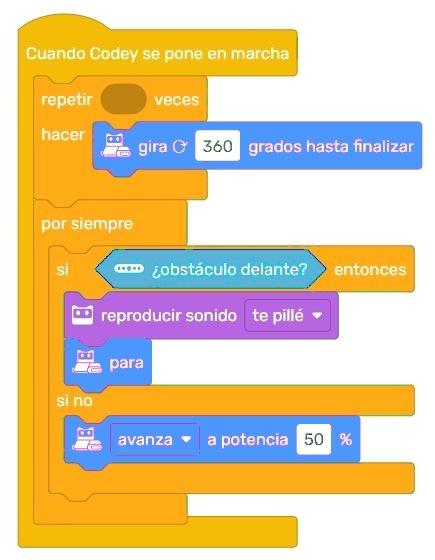 Cuando Codey se pone en marcha
repetir veces
hacer
gira 360 grados hasta finalizar
por siempre
si ¿obstáculo delante? entonces
reproducir sonido te pillé
para
si no
avanza a potencia 50 %